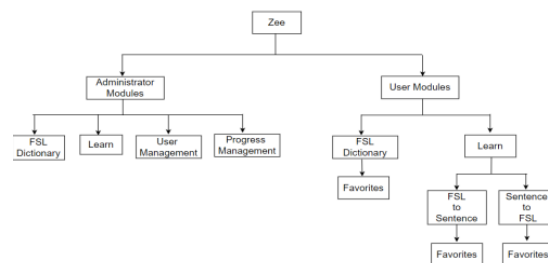 Zee
Administrator
Modules
User Modules
FSL
Dictionary
Learn
User
Management
Progress
Management
FSL
Dictionary
Learn
Favorites
FSL
to
Sentence
Sentence
to
FSL
Favorites
Favorites